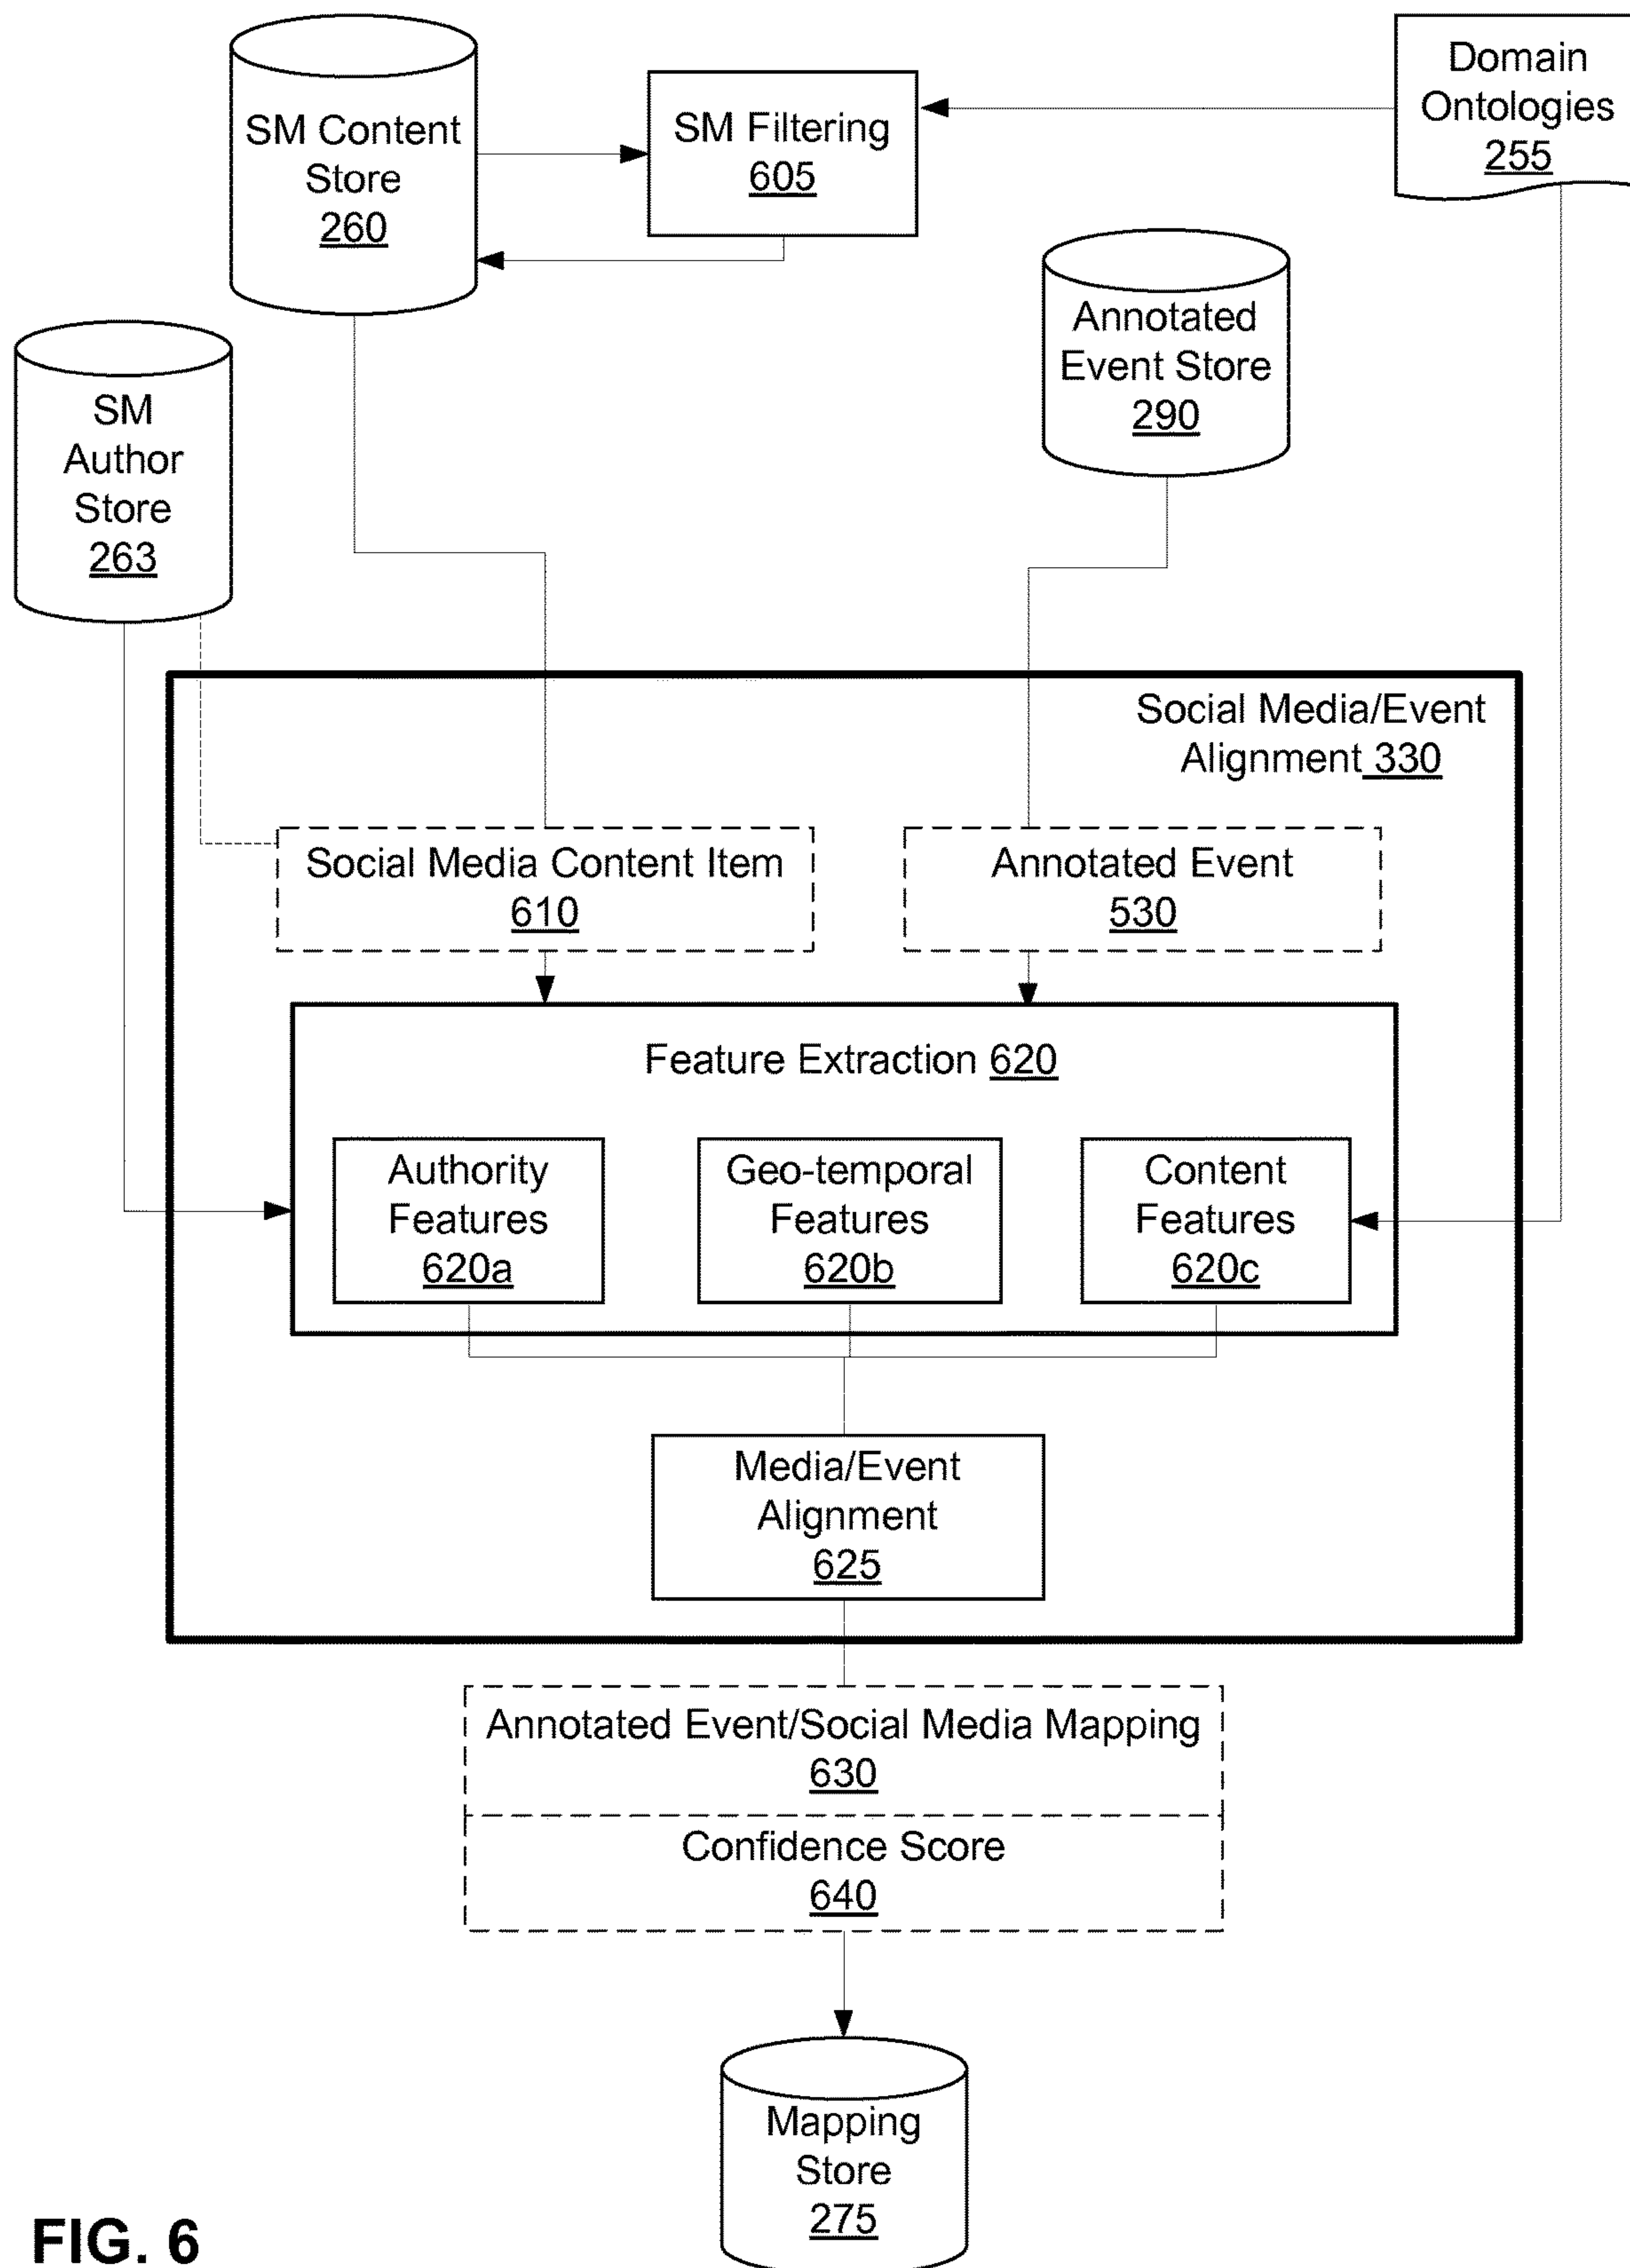 SM Content
Store
260
SM Filtering
605
Domain
Ontologies
255
Annotated
Event Store
290
SM
Author
Store
263
Social Media/Event
Alignment 330
Social Media Content Item
610
Annotated Event
530
Feature Extraction 620
Authority
Features
620a
Geo-temporal
Features
620b
Content
Features
620c
Media/Event
Alignment
625
Annotated Event/Social Media Mapping
630
Confidence Score
640
Mapping
Store
275
FIG. 6